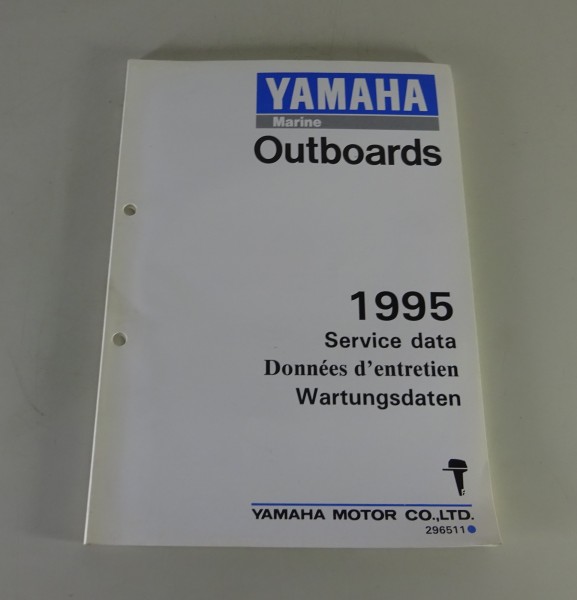 YAMAHA
Marine
Outboards
1995
Service data
Données d'entretien
Wartungsdaten
YAMAHA MOTOR CO.,LTD.
296511